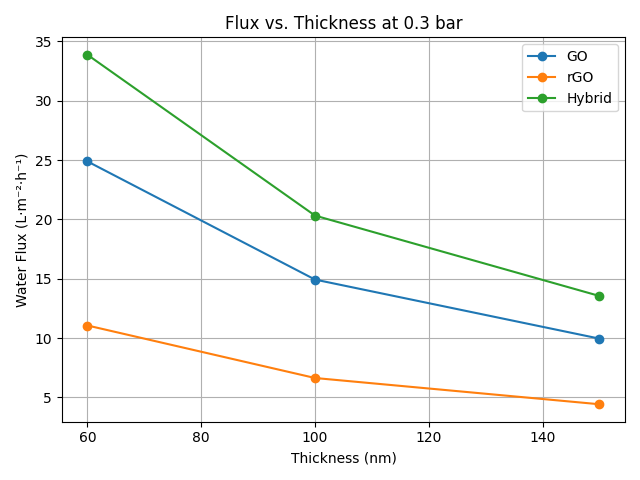 Flux vs. Thickness at 0.3 bar
Water Flux (L·m⁻²·h⁻¹)
35
30
25
20
15
10
5
60
80
100
120
140
Thickness (nm)
GO
rGO
Hybrid